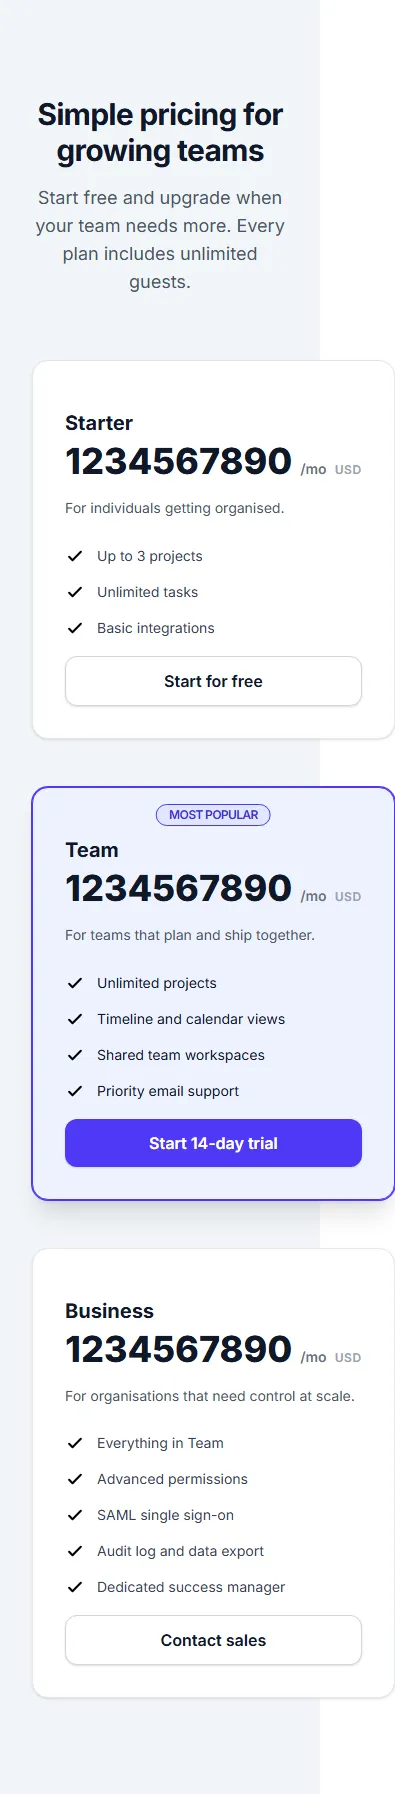 Simple pricing for
growing teams
Start free and upgrade when
your team needs more. Every
plan includes unlimited
guests.
Starter
1234567890 /mo USD
For individuals getting organised.
Up to 3 projects
Unlimited tasks
Basic integrations
Start for free
MOST POPULAR
Team
1234567890 /mo USD
For teams that plan and ship together.
Unlimited projects
Timeline and calendar views
Shared team workspaces
Priority email support
Start 14-day trial
Business
1234567890 /mo USD
For organisations that need control at scale.
Everything in Team
Advanced permissions
SAML single sign-on
Audit log and data export
Dedicated success manager
Contact sales